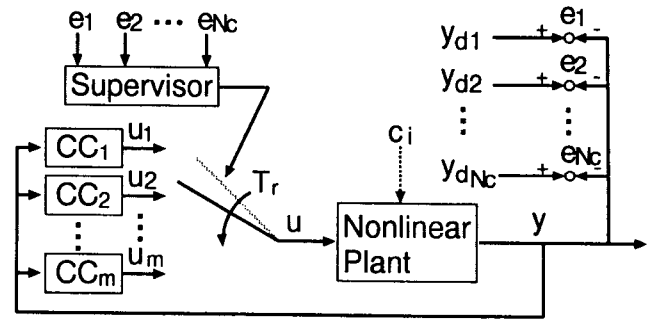 e1 e2 ••• eNc
Supervisor
CC1 u1
CC2 u2
CCm um
Tr
u
ci
Nonlinear
Plant
y
yd1 + e1 -
yd2 + e2 -
ydNc + eNc -